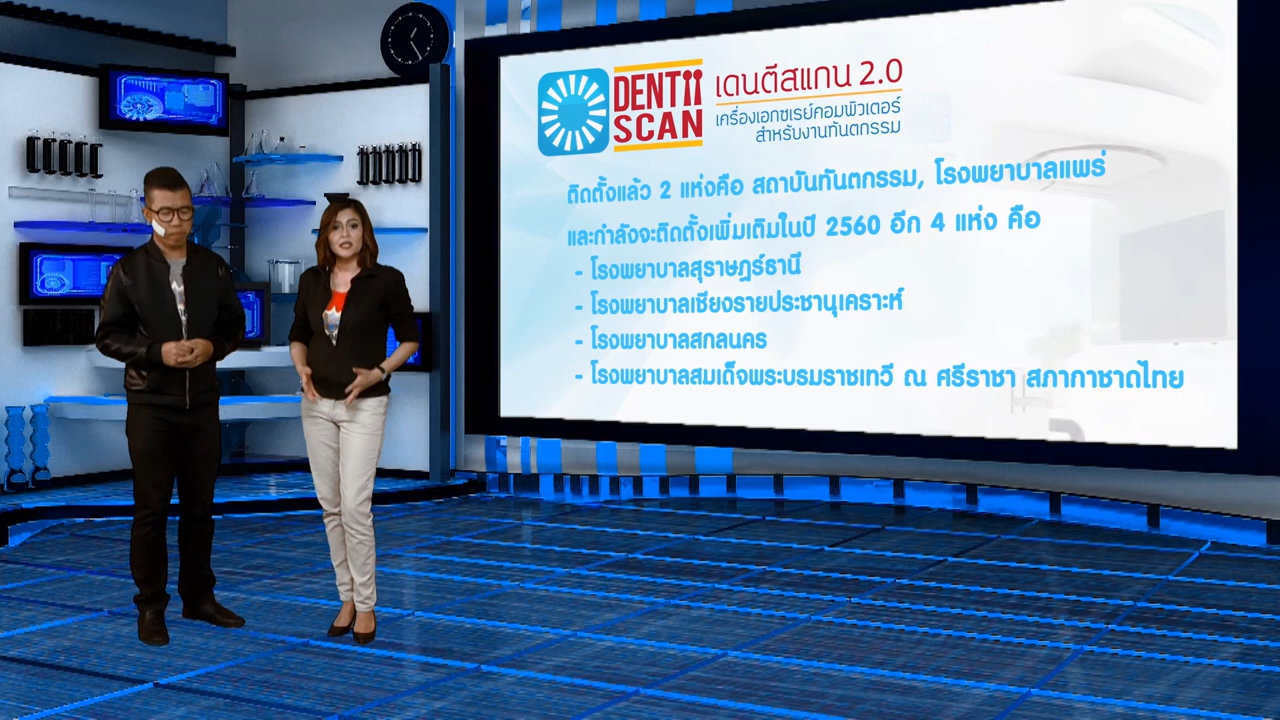 DENTii
SCAN
เดนตีสแกน 2.0
เครื่องเอกซเรย์คอมพิวเตอร์
สำหรับงานทันตกรรม
ติดตั้งแล้ว 2 แห่งคือ สถาบันทันตกรรม, โรงพยาบาลแพร่
และกำลังจะติดตั้งเพิ่มเติมในปี 2560 อีก 4 แห่ง คือ
- โรงพยาบาลสุราษฎร์ธานี
- โรงพยาบาลเชียงรายประชานุเคราะห์
- โรงพยาบาลสกลนคร
- โรงพยาบาลสมเด็จพระบรมราชเทวี ณ ศรีราชา สภากาชาดไทย